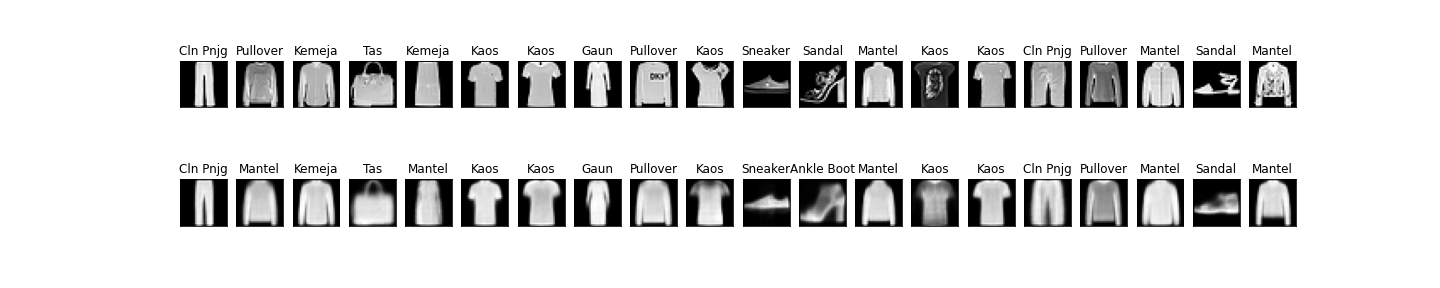 Cln Pnjg Pullover Kemeja Tas Kemeja Kaos Kaos Gaun Pullover Kaos Sneaker Sandal Mantel Kaos Kaos Cln Pnjg Pullover Mantel Sandal Mantel
DKY
Cln Pnjg Mantel Kemeja Tas Mantel Kaos Kaos Gaun Pullover Kaos Sneaker Ankle Boot Mantel Kaos Kaos Cln Pnjg Pullover Mantel Sandal Mantel